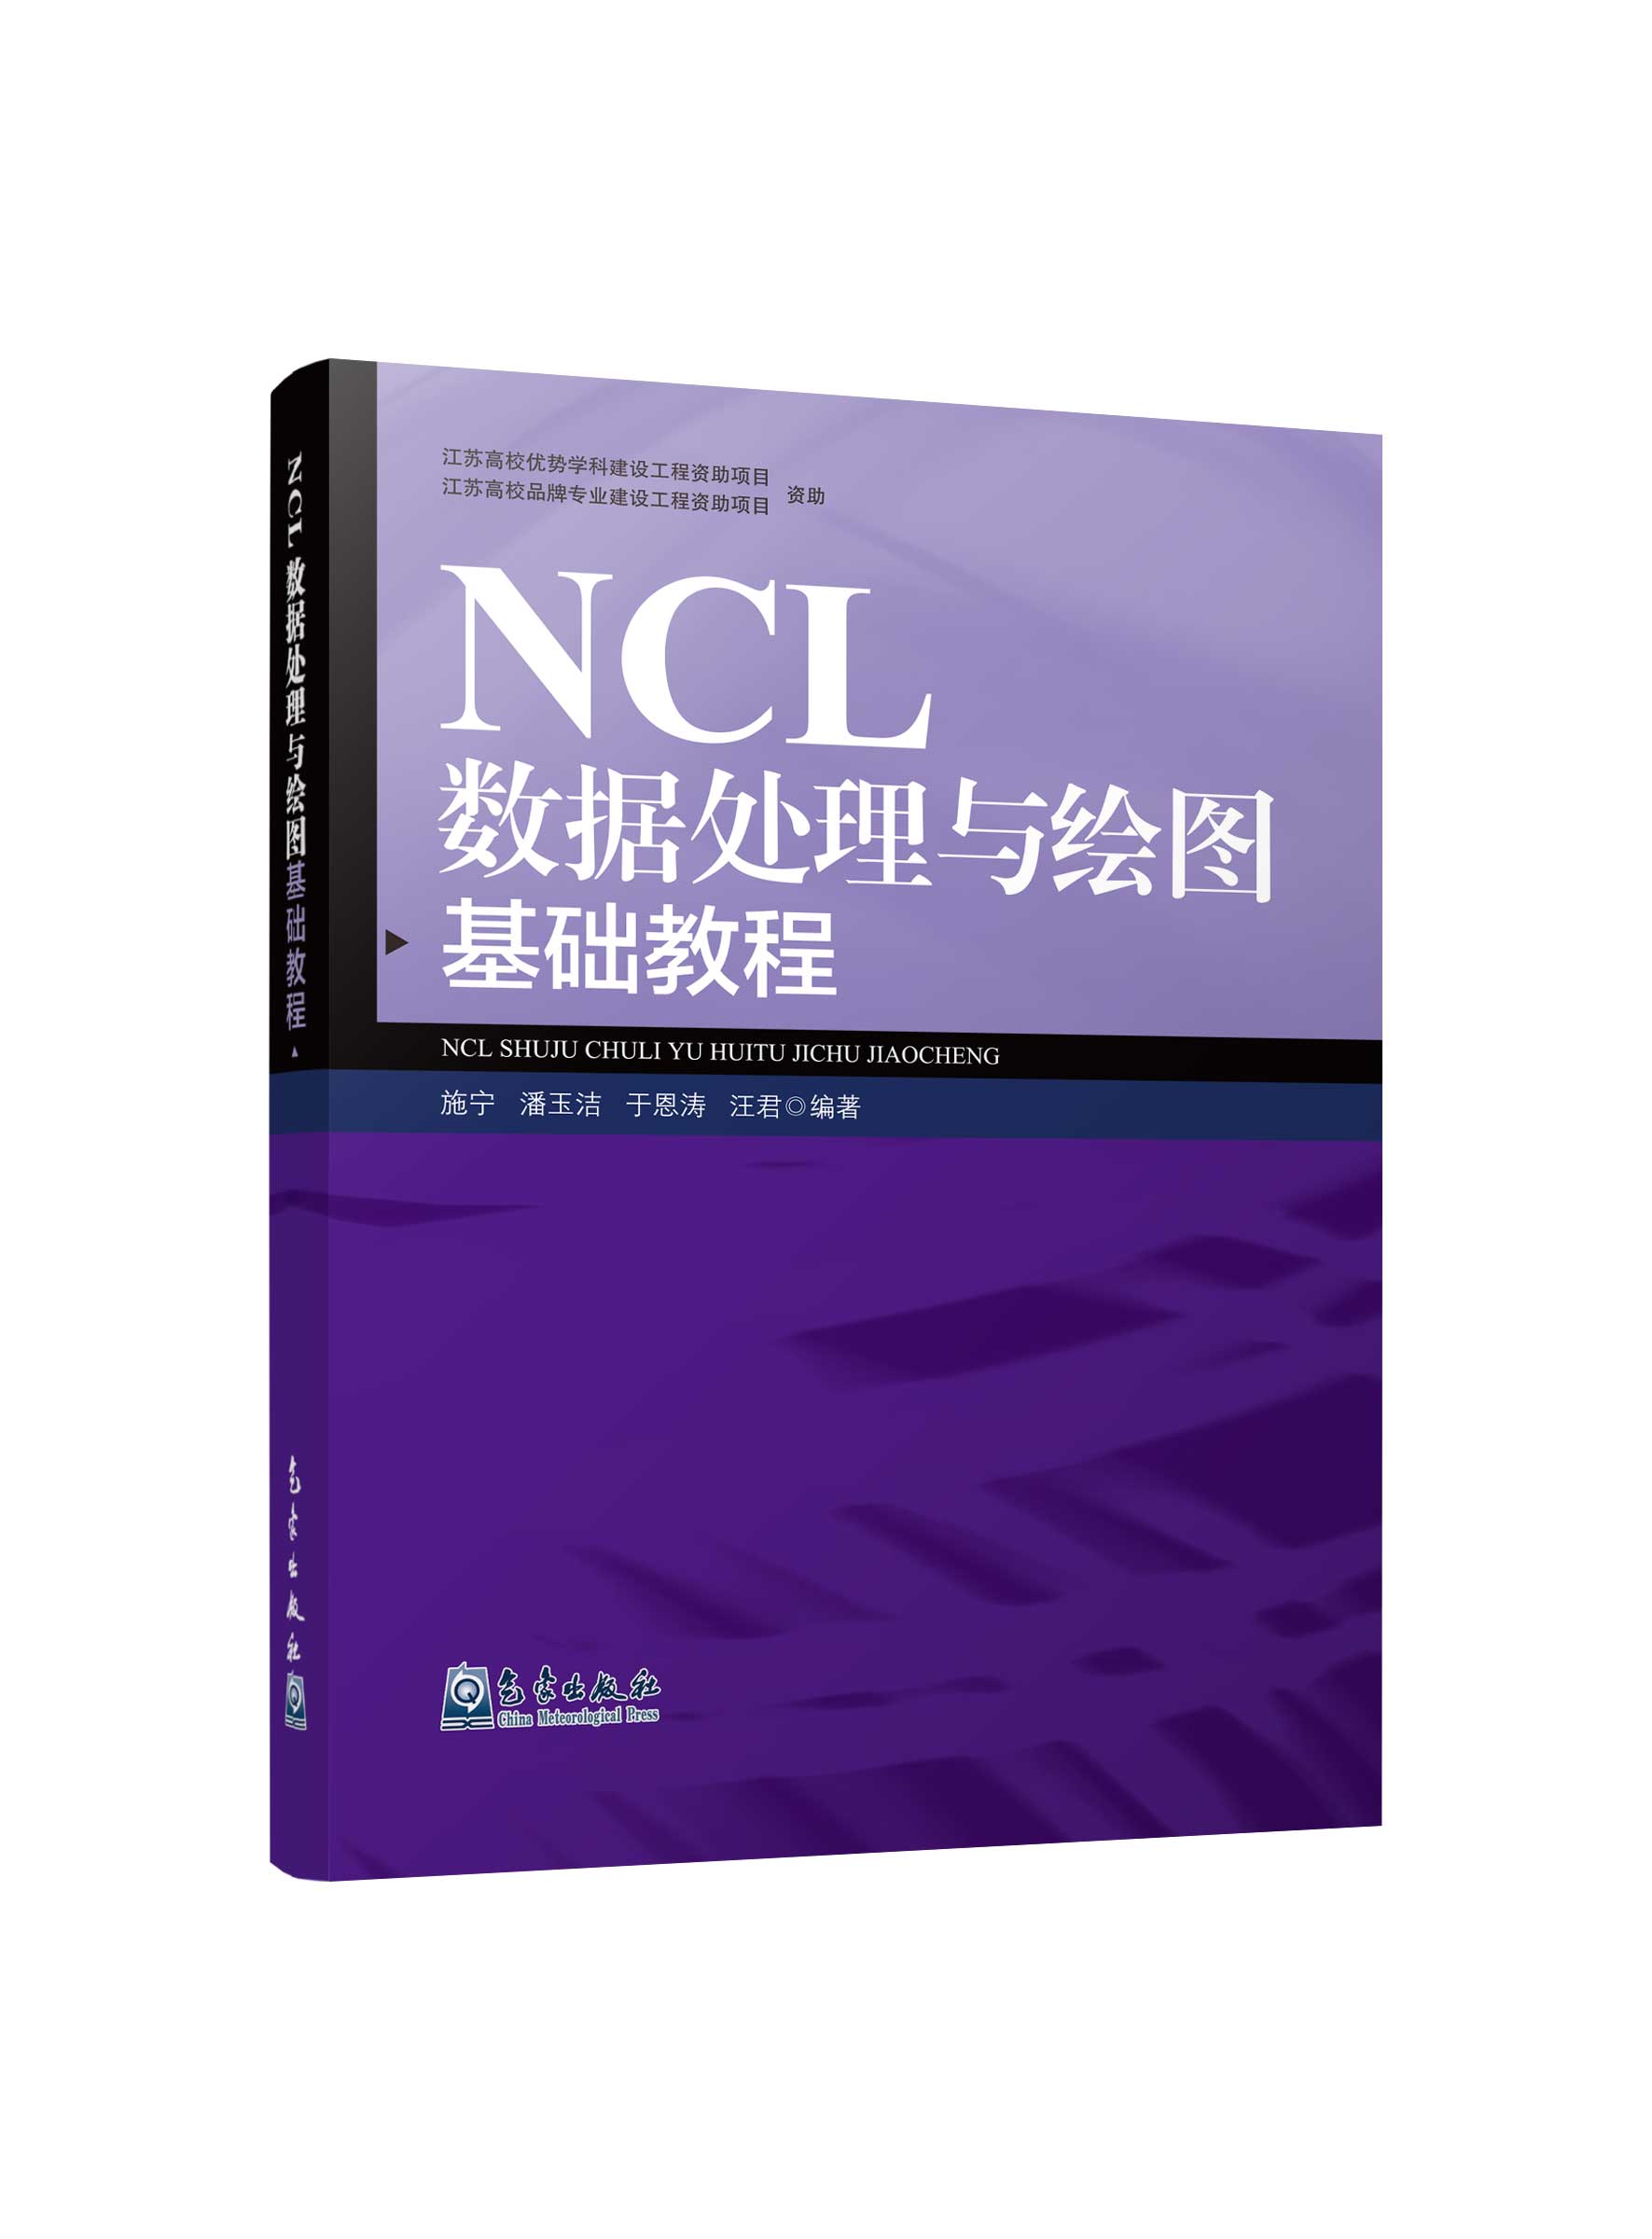 江苏高校优势学科建设工程资助项目
江苏高校品牌专业建设工程资助项目 资助
NCL
数据处理与绘图
基础教程
NCL SHUJU CHULI YU HUITU JICHU JIAOCHENG
施宁 潘玉洁 于恩涛 汪君◎编著
气象出版社
China Meteorological Press
NCL 数据处理与绘图基础教程
气象出版社